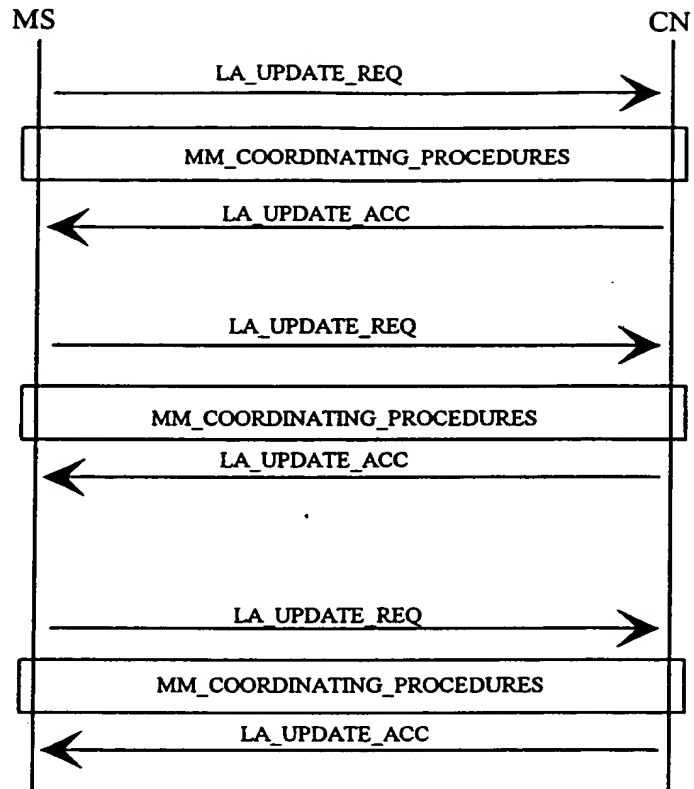 MS CN
LA_UPDATE_REQ
MM_COORDINATING_PROCEDURES
LA_UPDATE_ACC
LA_UPDATE_REQ
MM_COORDINATING_PROCEDURES
LA_UPDATE_ACC
LA_UPDATE_REQ
MM_COORDINATING_PROCEDURES
LA_UPDATE_ACC